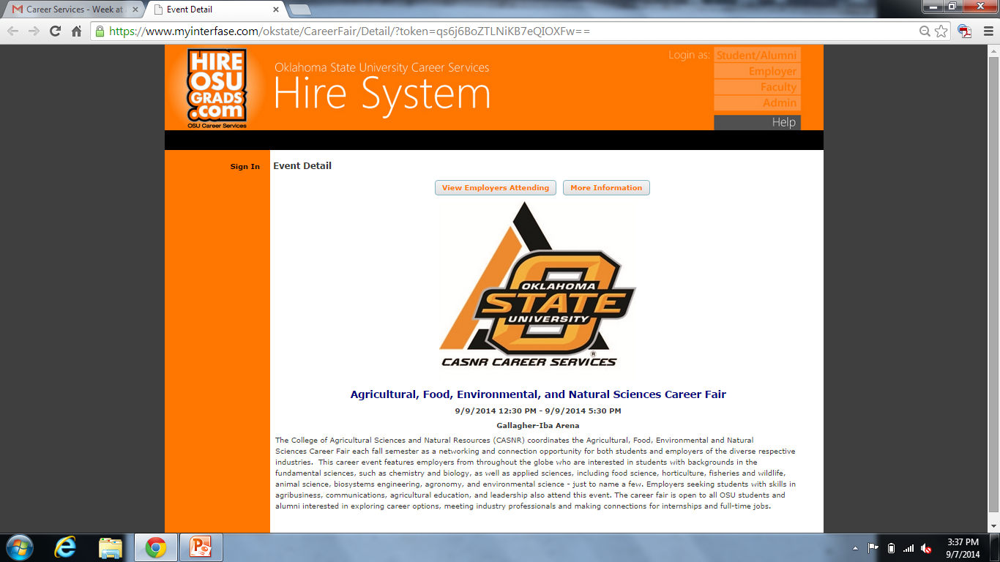 Career Services - Week at
Event Detail
https://www.myinterfase.com/okstate/CareerFair/Detail/?token=qs6j6BoZTLNiKB7eQIOXFw==
HIRE
OSU
GRADS
.com
OSU Career Services
Oklahoma State University Career Services
Hire System
Login as: Student/Alumni
Employer
Faculty
Admin
Help
Sign In
Event Detail
View Employers Attending
More Information
OKLAHOMA
STATE
UNIVERSITY
®
CASNR CAREER SERVICES
Agricultural, Food, Environmental, and Natural Sciences Career Fair
9/9/2014 12:30 PM - 9/9/2014 5:30 PM
Gallagher-Iba Arena
The College of Agricultural Sciences and Natural Resources (CASNR) coordinates the Agricultural, Food, Environmental and Natural
Sciences Career Fair each fall semester as a networking and connection opportunity for both students and employers of the diverse respective
industries.  This career event features employers from throughout the globe who are interested in students with backgrounds in the
fundamental sciences, such as chemistry and biology, as well as applied sciences, including food science, horticulture, fisheries and wildlife,
animal science, biosystems engineering, agronomy, and environmental science - just to name a few. Employers seeking students with skills in
agribusiness, communications, agricultural education, and leadership also attend this event. The career fair is open to all OSU students and
alumni interested in exploring career options, meeting industry professionals and making connections for internships and full-time jobs.
3:37 PM
9/7/2014